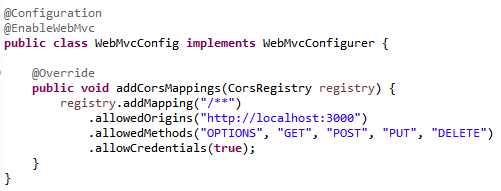 @Configuration
@EnableWebMvc
public class WebMvcConfig implements WebMvcConfigurer {
@Override
public void addCorsMappings(CorsRegistry registry) {
registry.addMapping("/**")
.allowedOrigins("http://localhost:3000")
.allowedMethods("OPTIONS", "GET", "POST", "PUT", "DELETE")
.allowCredentials(true);
}
}